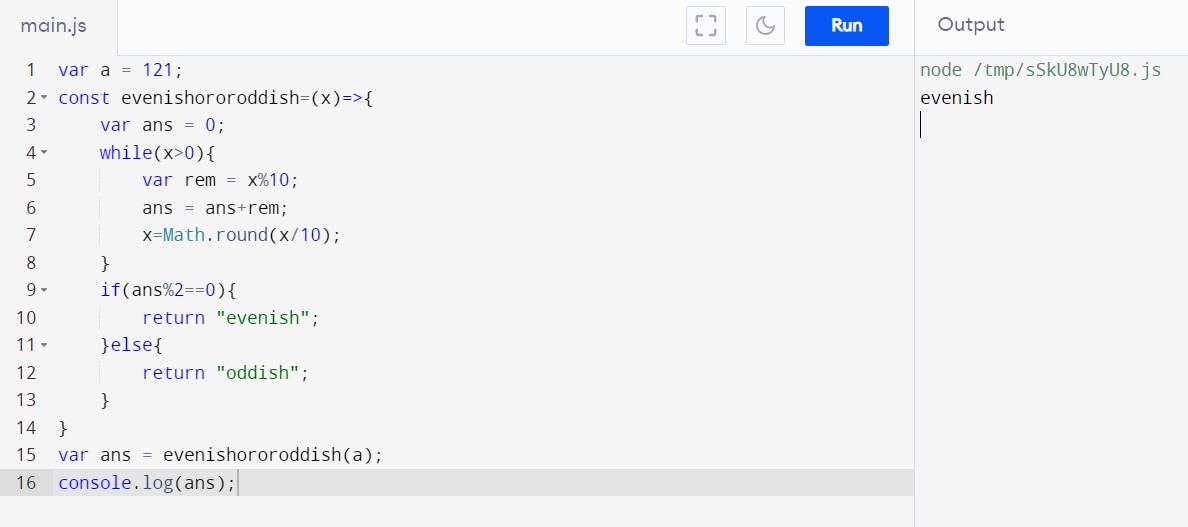 main.js
Run
Output
1 var a = 121;
2 const evenishororoddish=(x)=>{
3 var ans = 0;
4 while(x>0){
5 var rem = x%10;
6 ans = ans+rem;
7 x=Math.round(x/10);
8 }
9 if(ans%2==0){
10 return "evenish";
11 }else{
12 return "oddish";
13 }
14 }
15 var ans = evenishororoddish(a);
16 console.log(ans);
node /tmp/sSkU8wTyU8.js
evenish